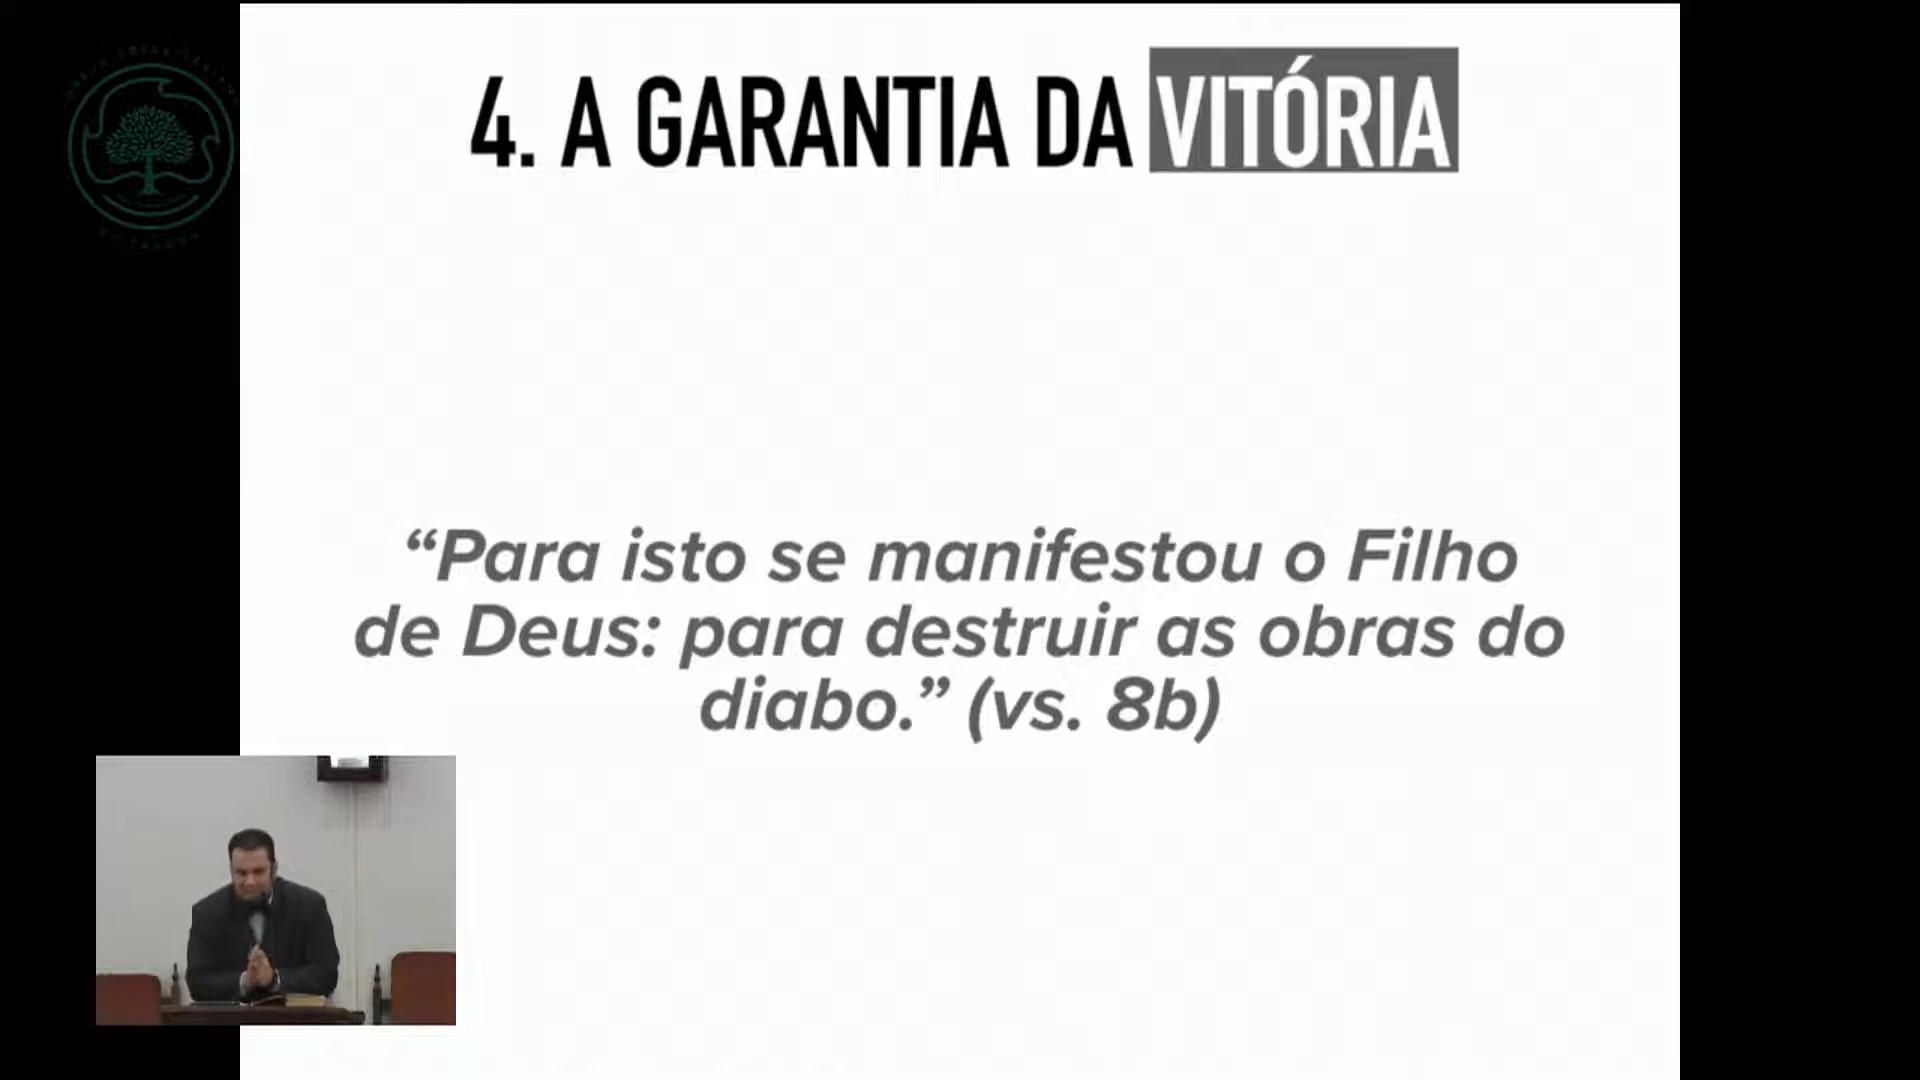 4. A GARANTIA DA VITÓRIA
“Para isto se manifestou o Filho
de Deus: para destruir as obras do
diabo.” (vs. 8b)